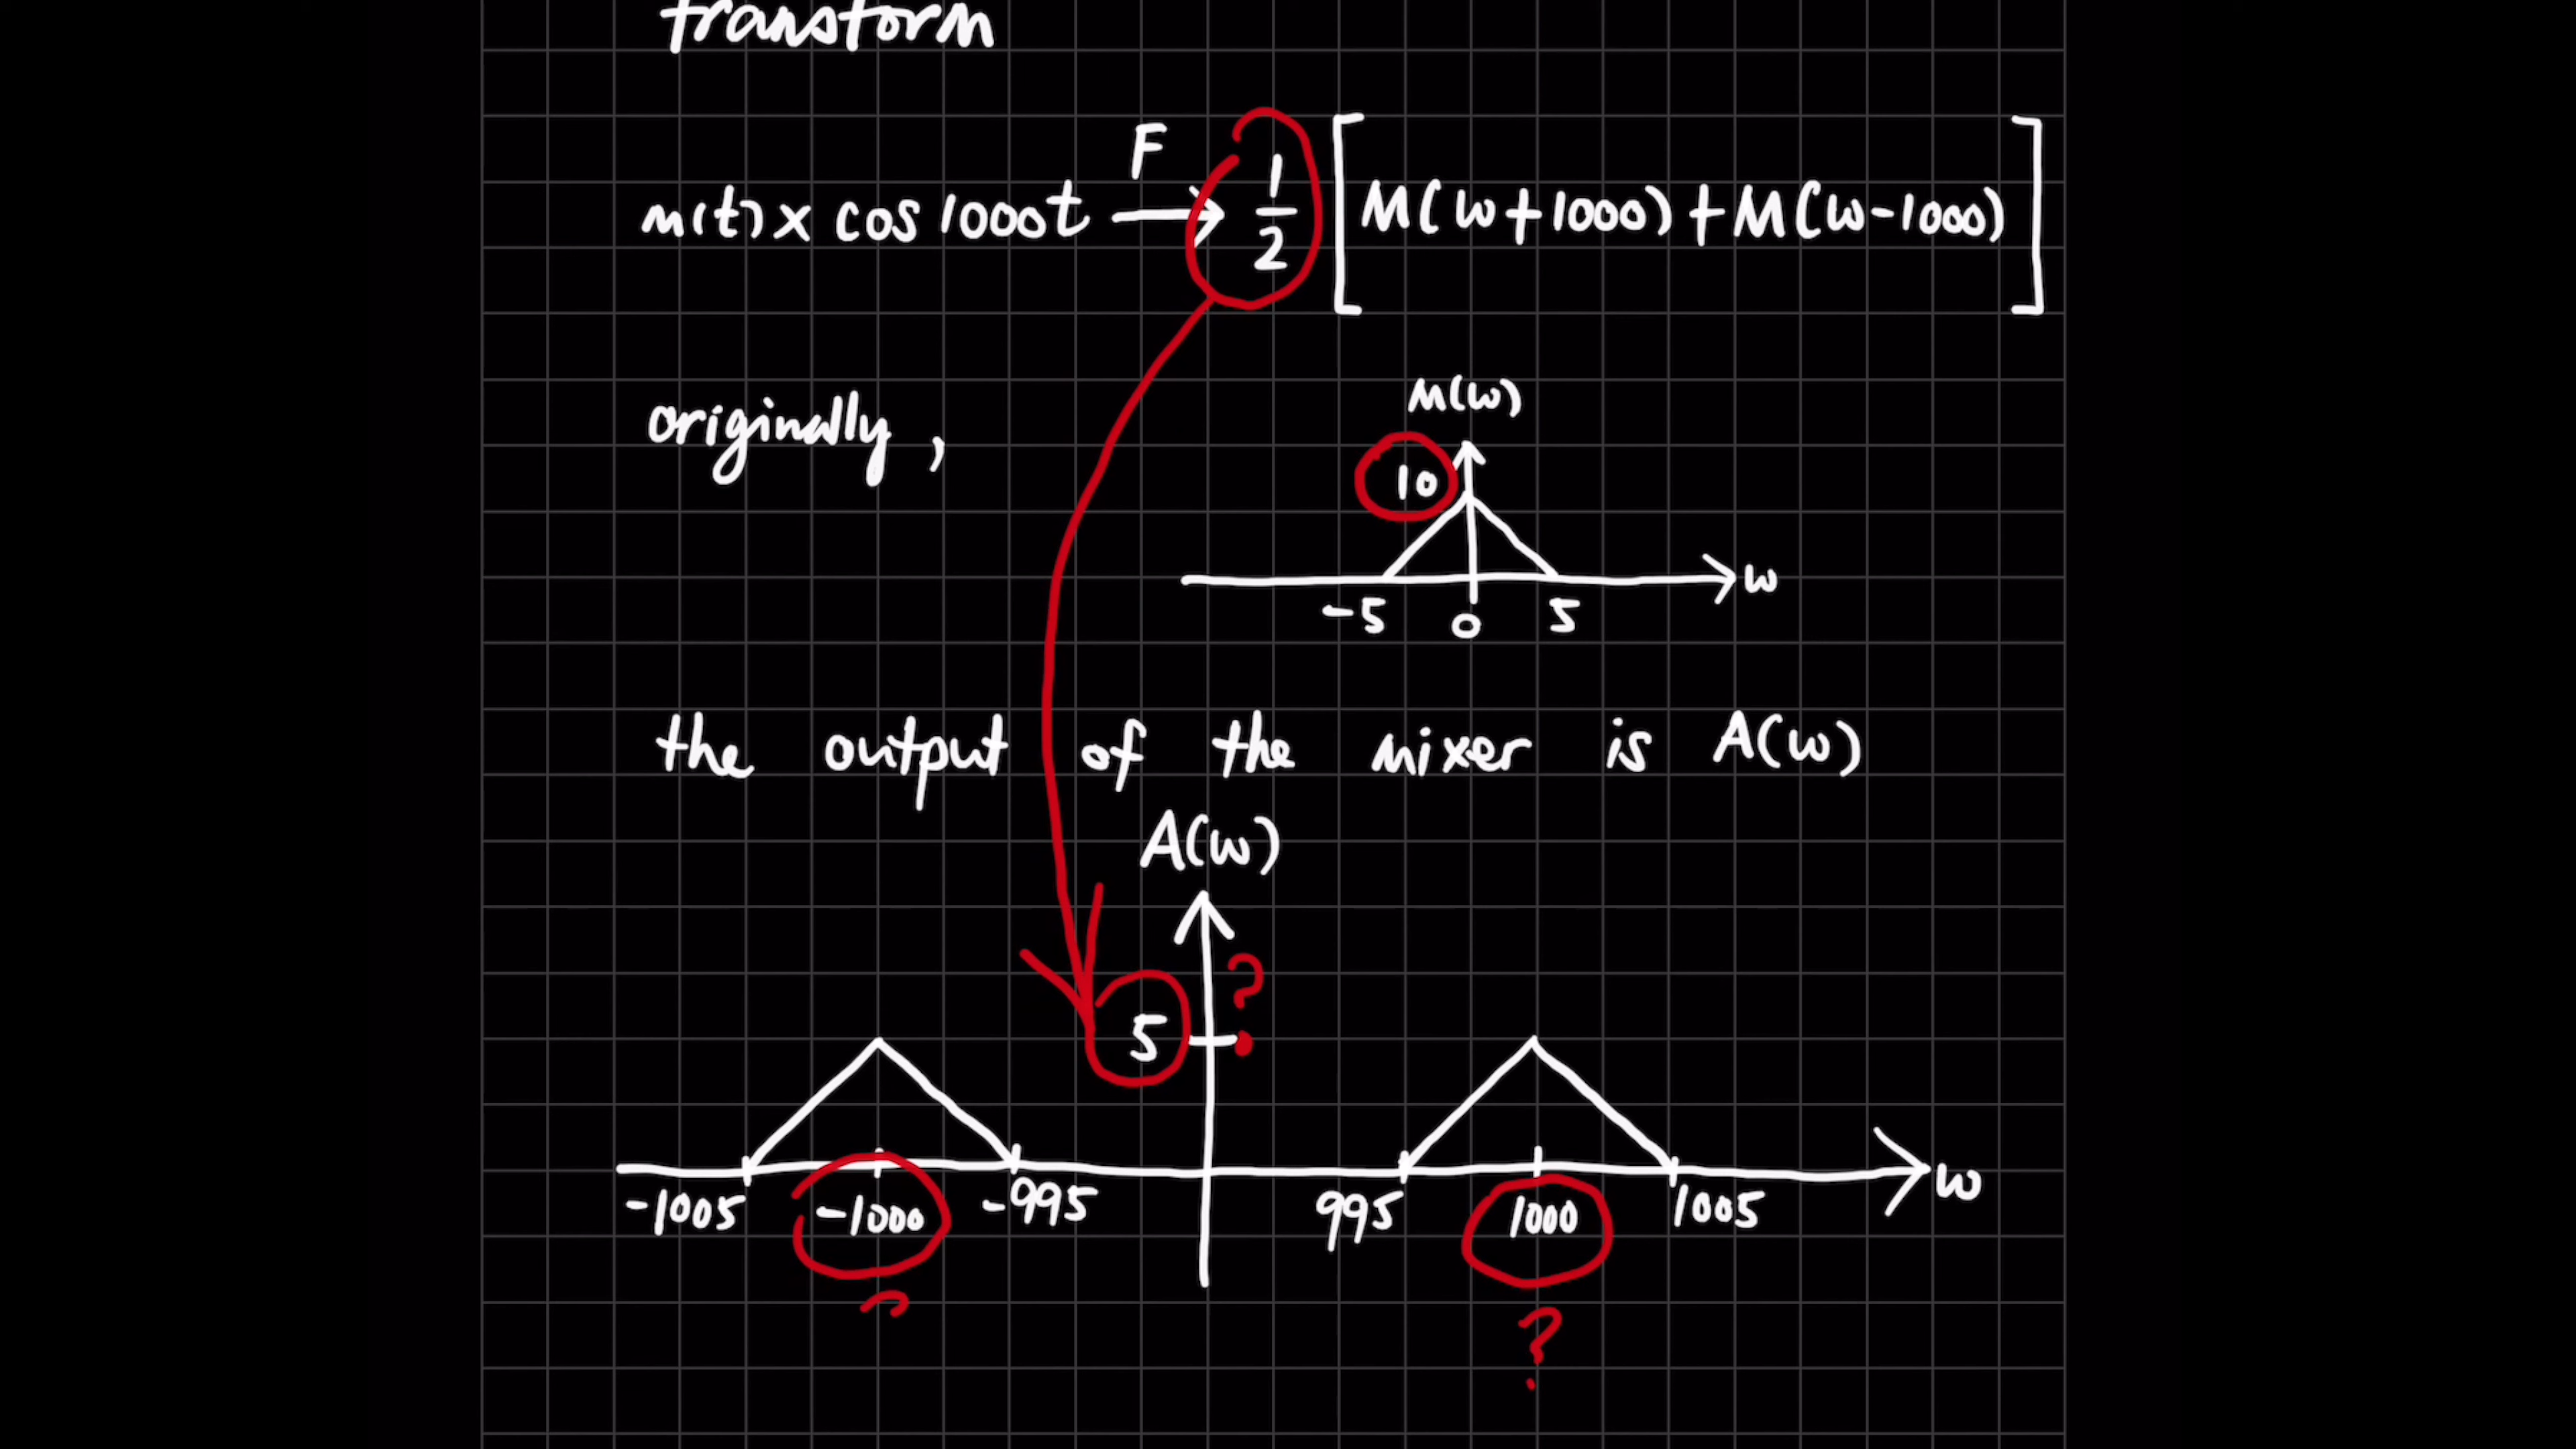 transform
m(t) x cos 1000t F→ 1/2 [M(w+1000)+M(w-1000)]
originally,
M(w)
10
w
-5 0 5
the output of the mixer is A(w)
A(w)
5 ?
-1005 -1000 -995 995 1000 1005 w
? ?